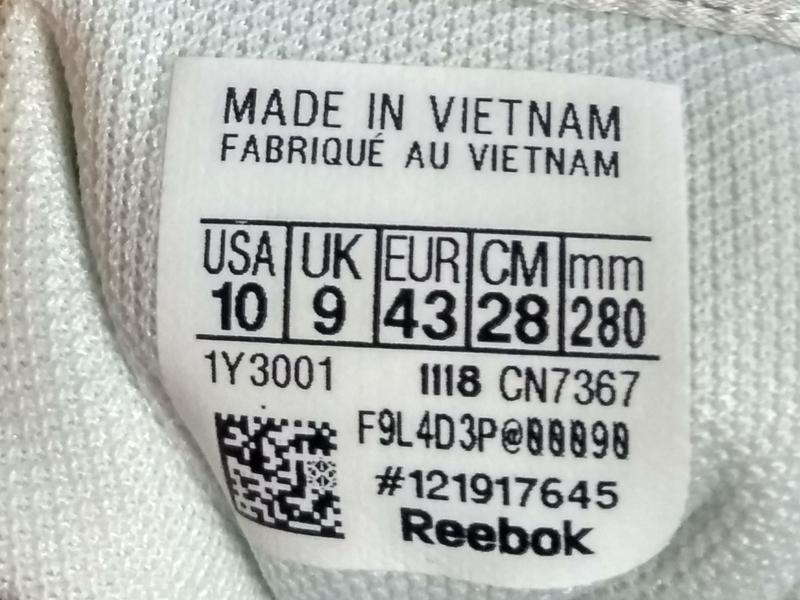 MADE IN VIETNAM
FABRIQUÉ AU VIETNAM
USA UK EUR CM mm
10 9 43 28 280
1Y3001 1118 CN7367
F9L4D3P@00090
#121917645
Reebok